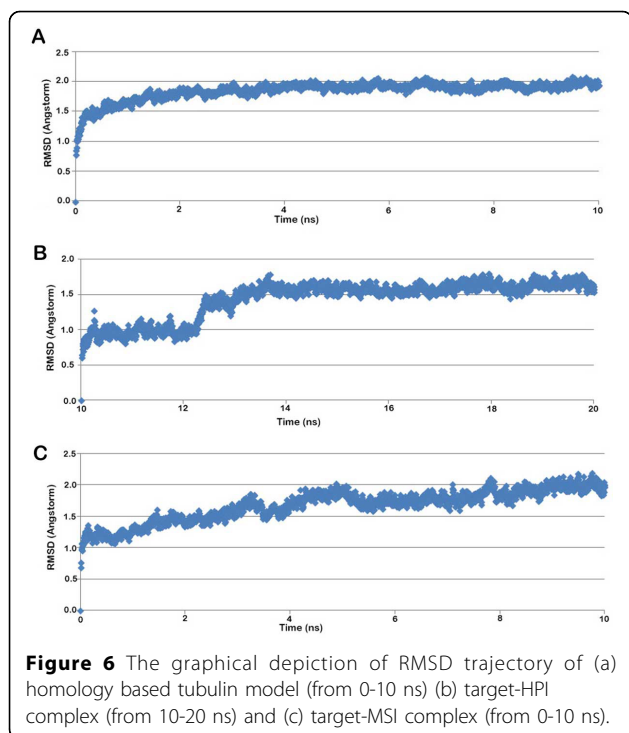 A
2.5
2.0
1.5
1.0
0.5
0.0
RMSD (Angstorm)
0 2 4 6 8 10
Time (ns)
B
2.0
1.5
1.0
0.5
0.0
RMSD (Angstorm)
10 12 14 16 18 20
Time (ns)
C
2.5
2.0
1.5
1.0
0.5
0.0
RMSD (Angstorm)
0 2 4 6 8 10
Time (ns)
Figure 6 The graphical depiction of RMSD trajectory of (a)
homology based tubulin model (from 0-10 ns) (b) target-HPI
complex (from 10-20 ns) and (c) target-MSI complex (from 0-10 ns).